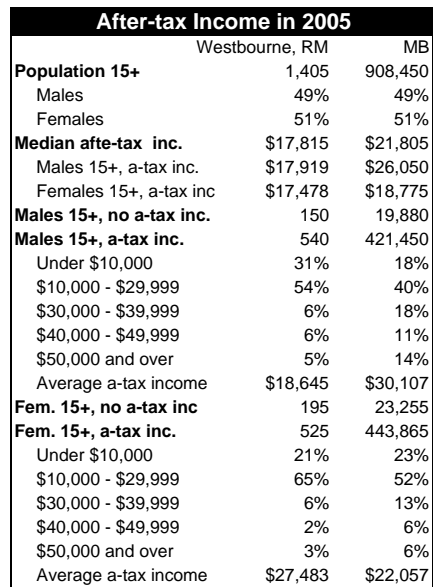 After-tax Income in 2005
Westbourne, RM MB
Population 15+ 1,405 908,450
Males 49% 49%
Females 51% 51%
Median afte-tax inc. $17,815 $21,805
Males 15+, a-tax inc. $17,919 $26,050
Females 15+, a-tax inc $17,478 $18,775
Males 15+, no a-tax inc. 150 19,880
Males 15+, a-tax inc. 540 421,450
Under $10,000 31% 18%
$10,000 - $29,999 54% 40%
$30,000 - $39,999 6% 18%
$40,000 - $49,999 6% 11%
$50,000 and over 5% 14%
Average a-tax income $18,645 $30,107
Fem. 15+, no a-tax inc 195 23,255
Fem. 15+, a-tax inc. 525 443,865
Under $10,000 21% 23%
$10,000 - $29,999 65% 52%
$30,000 - $39,999 6% 13%
$40,000 - $49,999 2% 6%
$50,000 and over 3% 6%
Average a-tax income $27,483 $22,057